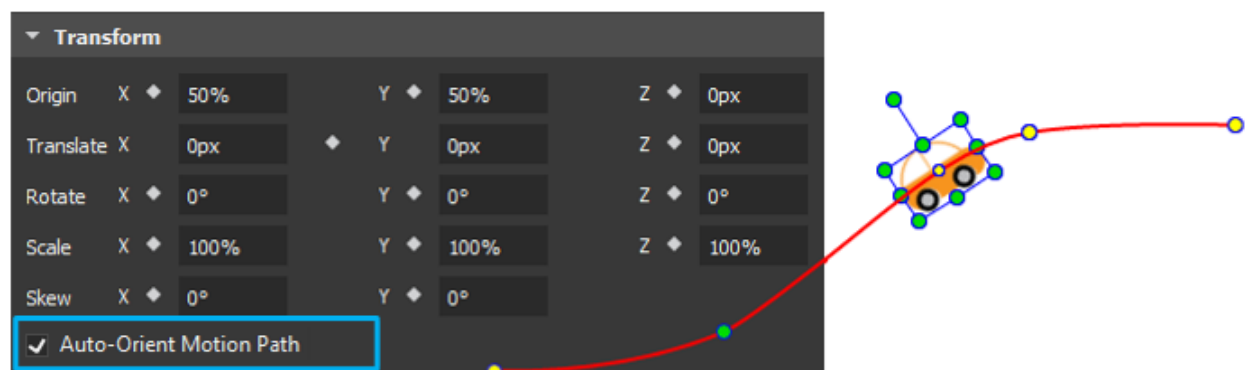 Transform
Origin X 50% Y 50% Z 0px
Translate X 0px Y 0px Z 0px
Rotate X 0° Y 0° Z 0°
Scale X 100% Y 100% Z 100%
Skew X 0° Y 0°
Auto-Orient Motion Path